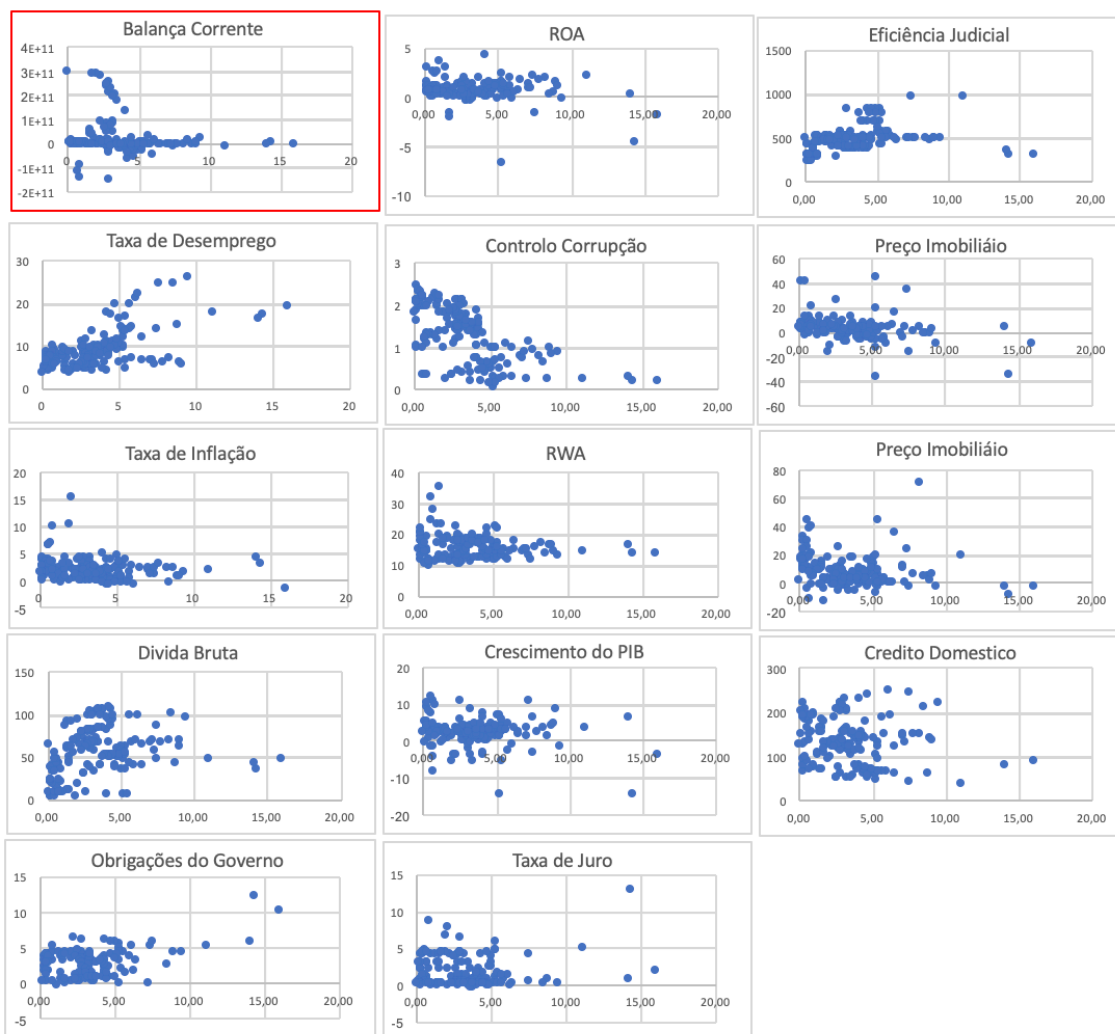 Balança Corrente
4E+11
3E+11
2E+11
1E+11
0
-1E+11
-2E+11
0 5 10 15 20
ROA
5
0
-5
-10
0,00 5,00 10,00 15,00 20,00
Eficiência Judicial
1500
1000
500
0
0,00 5,00 10,00 15,00 20,00
Taxa de Desemprego
30
20
10
0
0 5 10 15 20
Controlo Corrupção
3
2
1
0
0,00 5,00 10,00 15,00 20,00
Preço Imobiliáio
60
40
20
0
-20
-40
-60
0,00 5,00 10,00 15,00 20,00
Taxa de Inflação
20
15
10
5
0
-5
0 5 10 15 20
RWA
40
30
20
10
0
0,00 5,00 10,00 15,00 20,00
Preço Imobiliáio
80
60
40
20
0
-20
0,00 5,00 10,00 15,00 20,00
Divida Bruta
150
100
50
0
0,00 5,00 10,00 15,00 20,00
Crescimento do PIB
20
10
0
-10
-20
0,00 5,00 10,00 15,00 20,00
Credito Domestico
300
200
100
0
0,00 5,00 10,00 15,00 20,00
Obrigações do Governo
15
10
5
0
-5
0,00 5,00 10,00 15,00 20,00
Taxa de Juro
15
10
5
0
-5
0,00 5,00 10,00 15,00 20,00